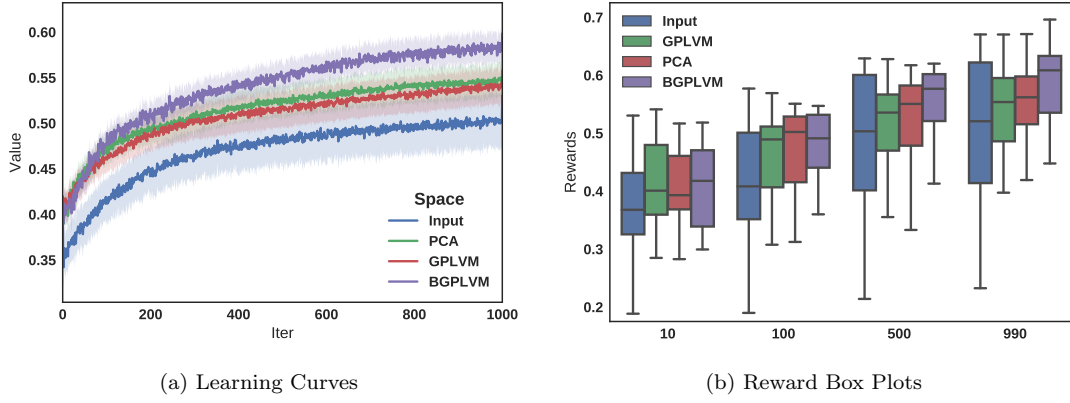 0.60
0.55
0.50
0.45
0.40
0.35
Value
0 200 400 600 800 1000
Iter
Space
Input
PCA
GPLVM
BGPLVM
(a) Learning Curves
0.7
0.6
0.5
0.4
0.3
0.2
Rewards
Input
GPLVM
PCA
BGPLVM
10 100 500 990
(b) Reward Box Plots